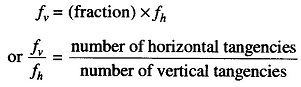 f_v = (fraction) × f_h
or f_v/f_h = number of horizontal tangencies/number of vertical tangencies